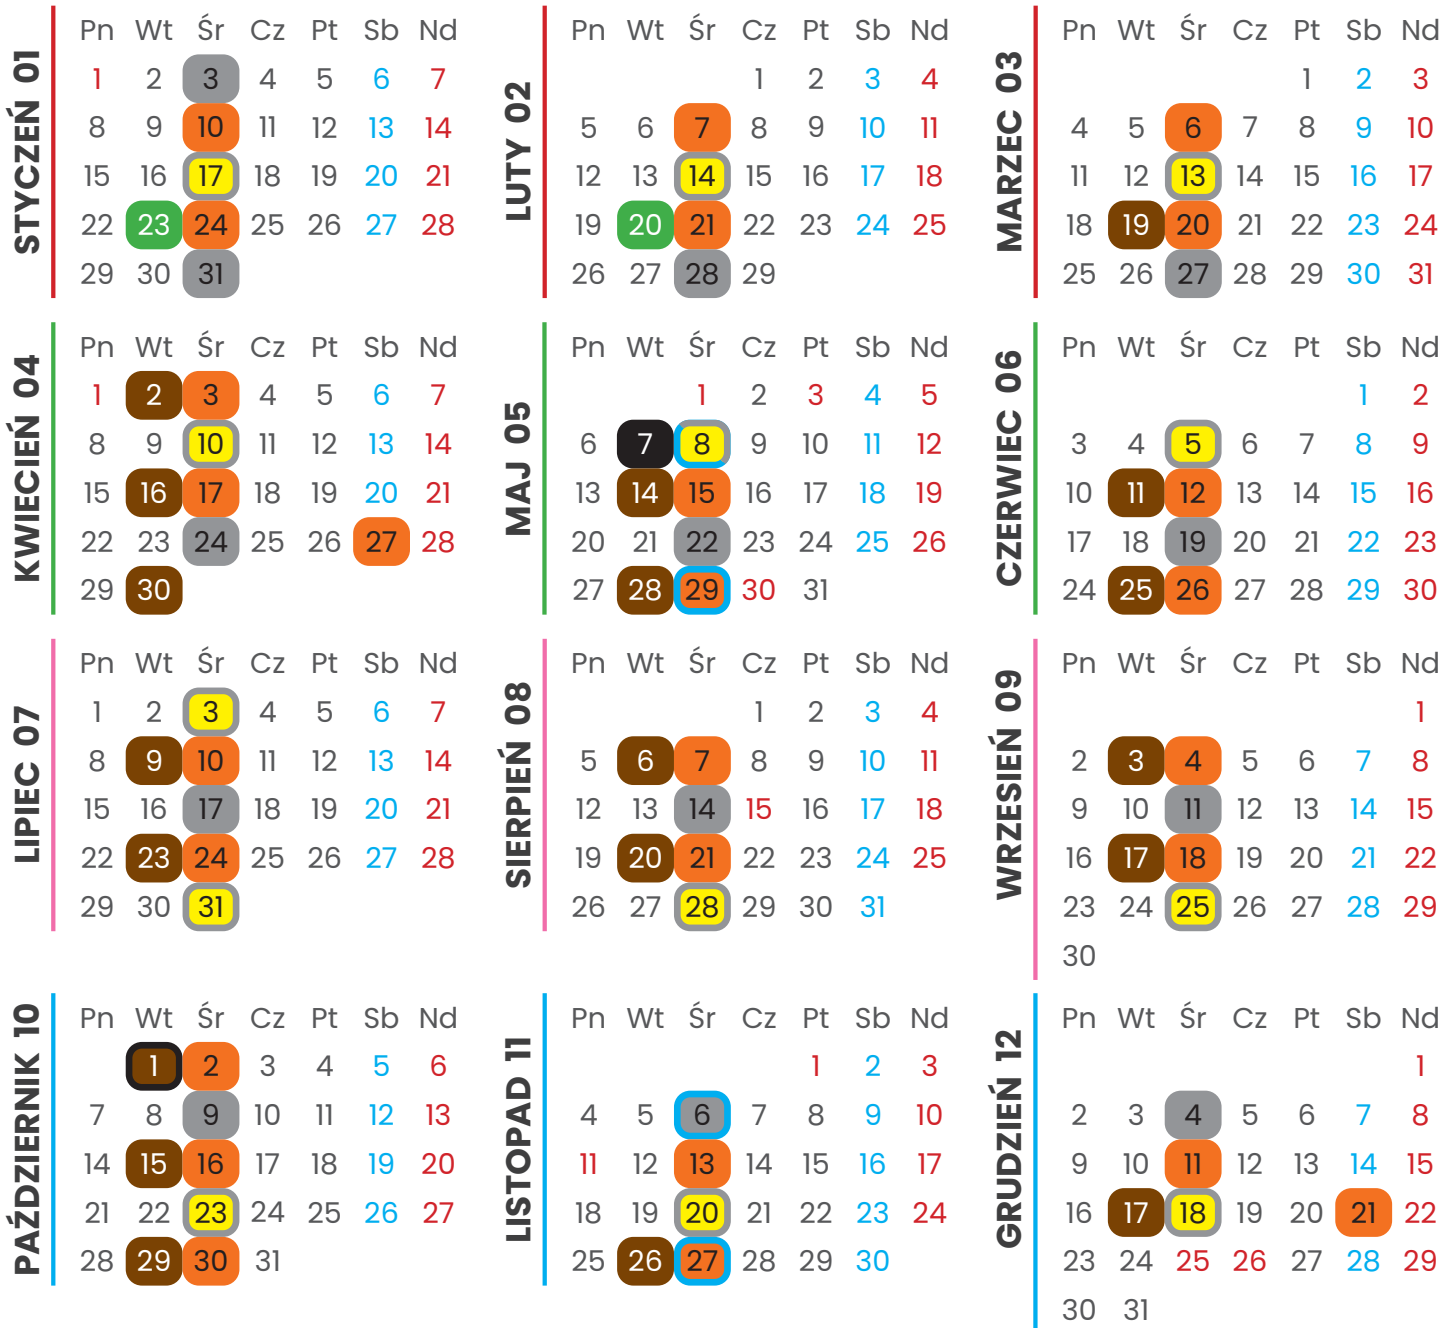 STYCZEŃ 01
Pn Wt Śr Cz Pt Sb Nd
1 2 3 4 5 6 7
8 9 10 11 12 13 14
15 16 17 18 19 20 21
22 23 24 25 26 27 28
29 30 31
LUTY 02
Pn Wt Śr Cz Pt Sb Nd
1 2 3 4
5 6 7 8 9 10 11
12 13 14 15 16 17 18
19 20 21 22 23 24 25
26 27 28 29
MARZEC 03
Pn Wt Śr Cz Pt Sb Nd
1 2 3
4 5 6 7 8 9 10
11 12 13 14 15 16 17
18 19 20 21 22 23 24
25 26 27 28 29 30 31
KWIECIEŃ 04
Pn Wt Śr Cz Pt Sb Nd
1 2 3 4 5 6 7
8 9 10 11 12 13 14
15 16 17 18 19 20 21
22 23 24 25 26 27 28
29 30
MAJ 05
Pn Wt Śr Cz Pt Sb Nd
1 2 3 4 5
6 7 8 9 10 11 12
13 14 15 16 17 18 19
20 21 22 23 24 25 26
27 28 29 30 31
CZERWIEC 06
Pn Wt Śr Cz Pt Sb Nd
1 2
3 4 5 6 7 8 9
10 11 12 13 14 15 16
17 18 19 20 21 22 23
24 25 26 27 28 29 30
LIPIEC 07
Pn Wt Śr Cz Pt Sb Nd
1 2 3 4 5 6 7
8 9 10 11 12 13 14
15 16 17 18 19 20 21
22 23 24 25 26 27 28
29 30 31
SIERPIEŃ 08
Pn Wt Śr Cz Pt Sb Nd
1 2 3 4
5 6 7 8 9 10 11
12 13 14 15 16 17 18
19 20 21 22 23 24 25
26 27 28 29 30 31
WRZESIEŃ 09
Pn Wt Śr Cz Pt Sb Nd
1
2 3 4 5 6 7 8
9 10 11 12 13 14 15
16 17 18 19 20 21 22
23 24 25 26 27 28 29
30
PAŹDZIERNIK 10
Pn Wt Śr Cz Pt Sb Nd
1 2 3 4 5 6
7 8 9 10 11 12 13
14 15 16 17 18 19 20
21 22 23 24 25 26 27
28 29 30 31
LISTOPAD 11
Pn Wt Śr Cz Pt Sb Nd
1 2 3
4 5 6 7 8 9 10
11 12 13 14 15 16 17
18 19 20 21 22 23 24
25 26 27 28 29 30
GRUDZIEŃ 12
Pn Wt Śr Cz Pt Sb Nd
1
2 3 4 5 6 7 8
9 10 11 12 13 14 15
16 17 18 19 20 21 22
23 24 25 26 27 28 29
30 31